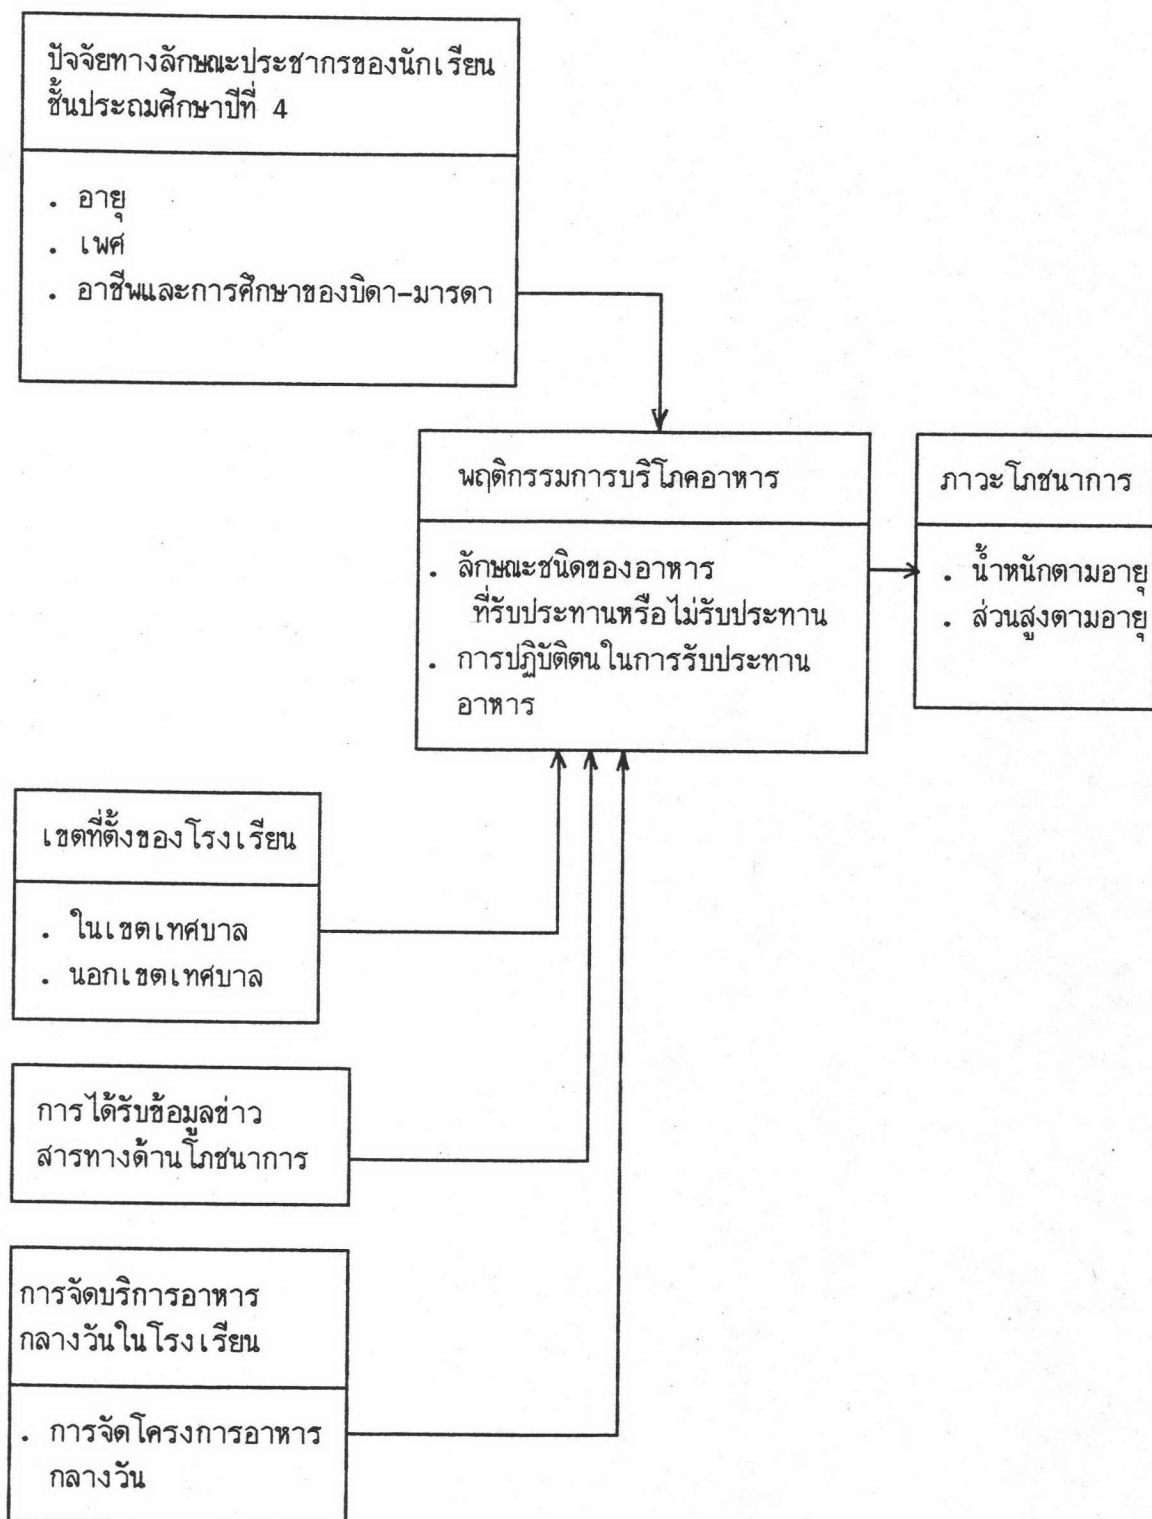 ปัจจัยทางลักษณะประชากรของนักเรียน
ชั้นประถมศึกษาปีที่ 4
. อายุ
. เพศ
. อาชีพและการศึกษาของบิดา-มารดา
พฤติกรรมการบริโภคอาหาร
. ลักษณะชนิดของอาหาร
ที่รับประทานหรือไม่รับประทาน
. การปฏิบัติตนในการรับประทาน
อาหาร
ภาวะโภชนาการ
. น้ำหนักตามอายุ
. ส่วนสูงตามอายุ
เขตที่ตั้งของโรงเรียน
. ในเขตเทศบาล
. นอกเขตเทศบาล
การได้รับข้อมูลข่าว
สารทางด้านโภชนาการ
การจัดบริการอาหาร
กลางวันในโรงเรียน
. การจัดโครงการอาหาร
กลางวัน